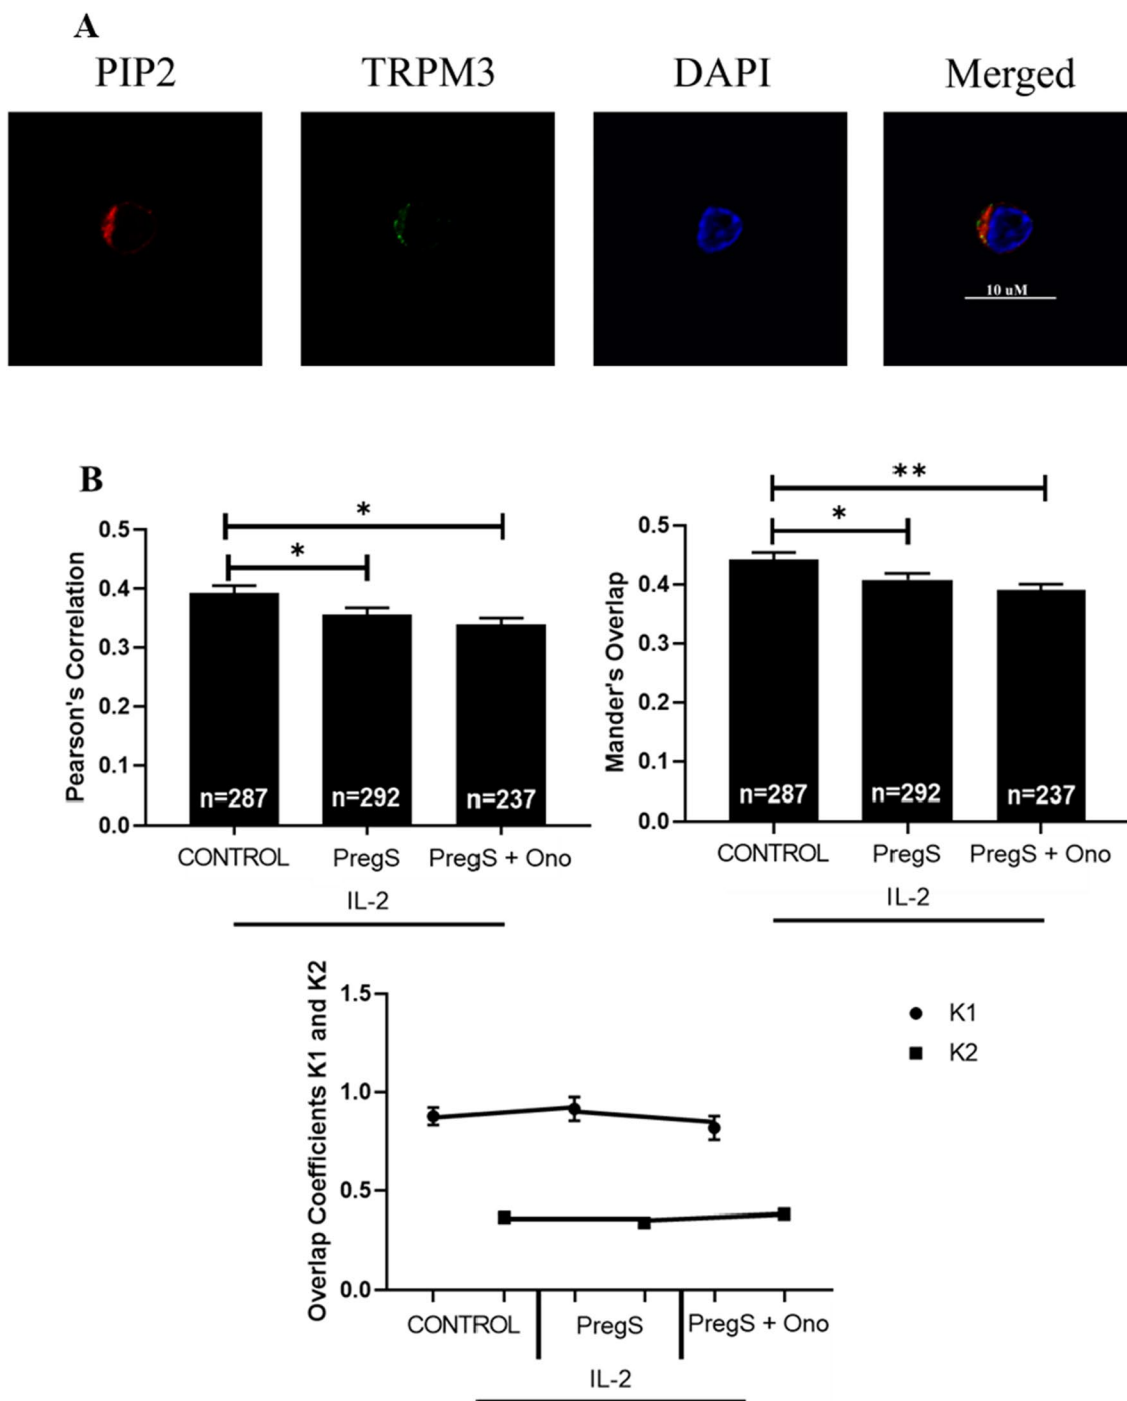 A
PIP2 TRPM3 DAPI Merged
10 uM
B
Pearson's Correlation
0.5
0.4
0.3
0.2
0.1
0.0
*
*
n=287 n=292 n=237
CONTROL PregS PregS + Ono
IL-2
Mander's Overlap
0.5
0.4
0.3
0.2
0.1
0.0
**
*
n=287 n=292 n=237
CONTROL PregS PregS + Ono
IL-2
Overlap Coefficients K1 and K2
1.5
1.0
0.5
0.0
K1
K2
CONTROL PregS PregS + Ono
IL-2